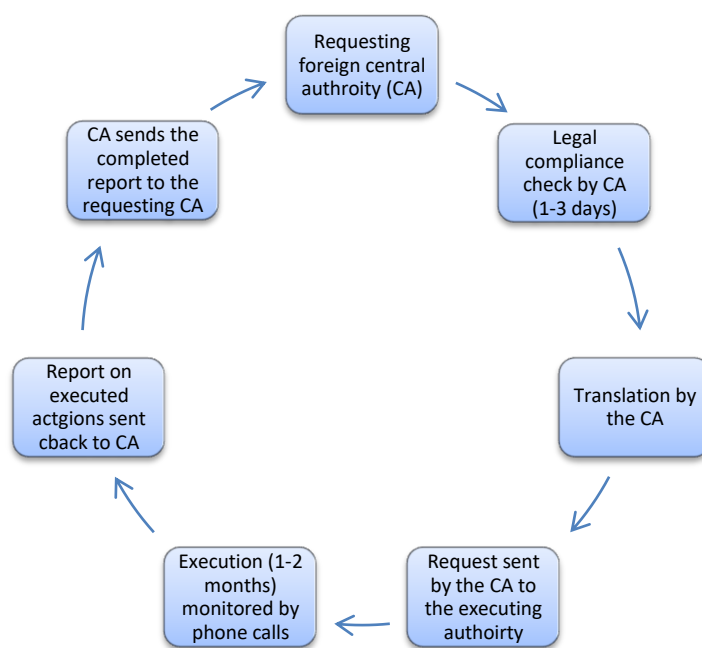 Requesting
foreign central
authroity (CA)
Legal
compliance
check by CA
(1-3 days)
Translation by
the CA
Request sent
by the CA to
the executing
authoirty
Execution (1-2
months)
monitored by
phone calls
Report on
executed
actgions sent
cback to CA
CA sends the
completed
report to the
requesting CA